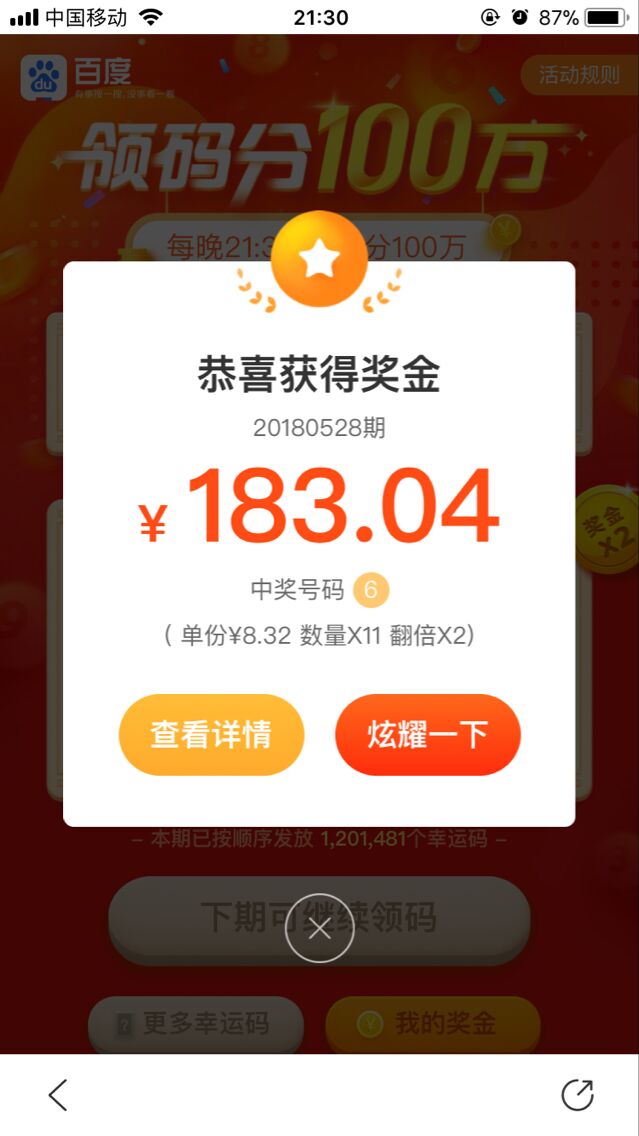 中国移动
21:30
87%
du
百度
有事搜一搜,没事看一看
活动规则
领码分100万
每晚21:3
分100万
恭喜获得奖金
20180528期
¥183.04
中奖号码 6
( 单份¥8.32 数量X11 翻倍X2)
奖金
X2
查看详情
炫耀一下
– 本期已按顺序发放 1,201,481个幸运码 –
下期可继续领码
? 更多幸运码
¥ 我的奖金